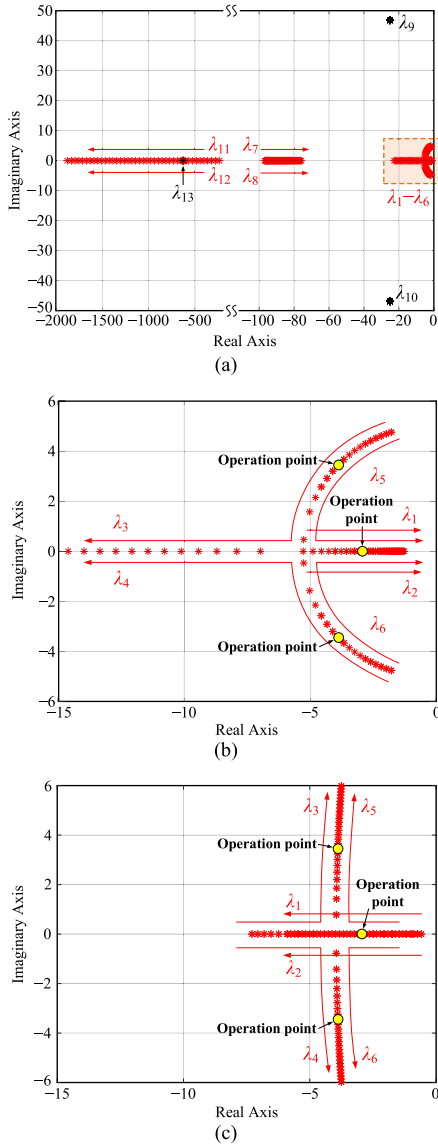 50
40
30
20
10
0
−10
−20
−30
−40
−50
Imaginary Axis
λ9
λ11
λ7
λ12
λ8
λ13
λ1−λ6
λ10
−2000 −1500 −1000 −500 −100 −80 −60 −40 −20 0
Real Axis
(a)
6
4
2
0
−2
−4
−6
Imaginary Axis
Operation point
λ5
Operation
point
λ3
λ1
λ4
λ2
λ6
Operation point
−15 −10 −5 0
Real Axis
(b)
6
4
2
0
−2
−4
−6
Imaginary Axis
λ3
λ5
Operation point
Operation
point
λ1
λ2
Operation point
λ4
λ6
−15 −10 −5 0
Real Axis
(c)